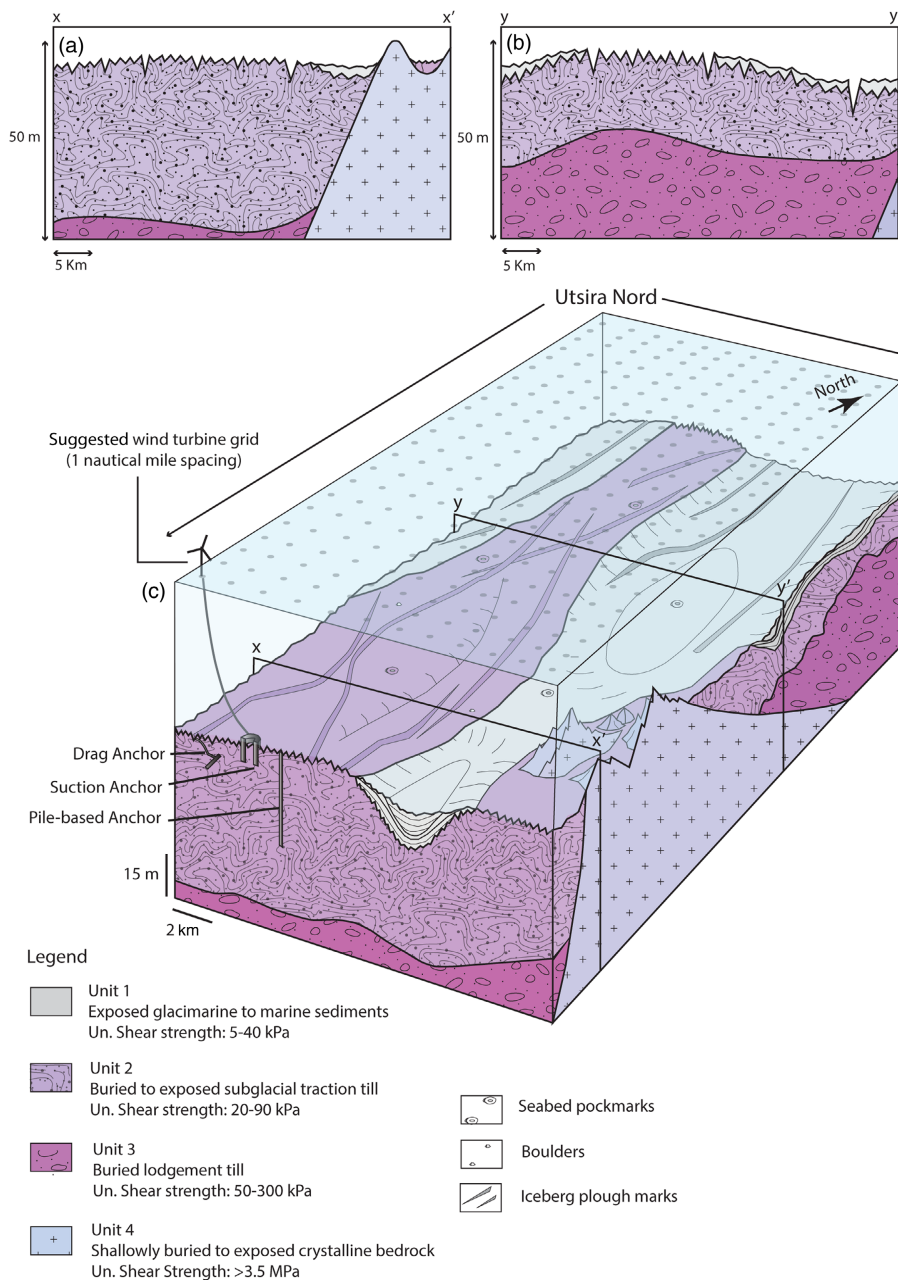 x
x'
(a)
50 m
5 Km
y
y
(b)
50 m
5 Km
Utsira Nord
North
Suggested wind turbine grid
(1 nautical mile spacing)
(c)
y
y'
x
x'
Drag Anchor
Suction Anchor
Pile-based Anchor
15 m
2 km
Legend
Unit 1
Exposed glacimarine to marine sediments
Un. Shear strength: 5-40 kPa
Unit 2
Buried to exposed subglacial traction till
Un. Shear strength: 20-90 kPa
Unit 3
Buried lodgement till
Un. Shear strength: 50-300 kPa
Unit 4
Shallowly buried to exposed crystalline bedrock
Un. Shear Strength: >3.5 MPa
Seabed pockmarks
Boulders
Iceberg plough marks